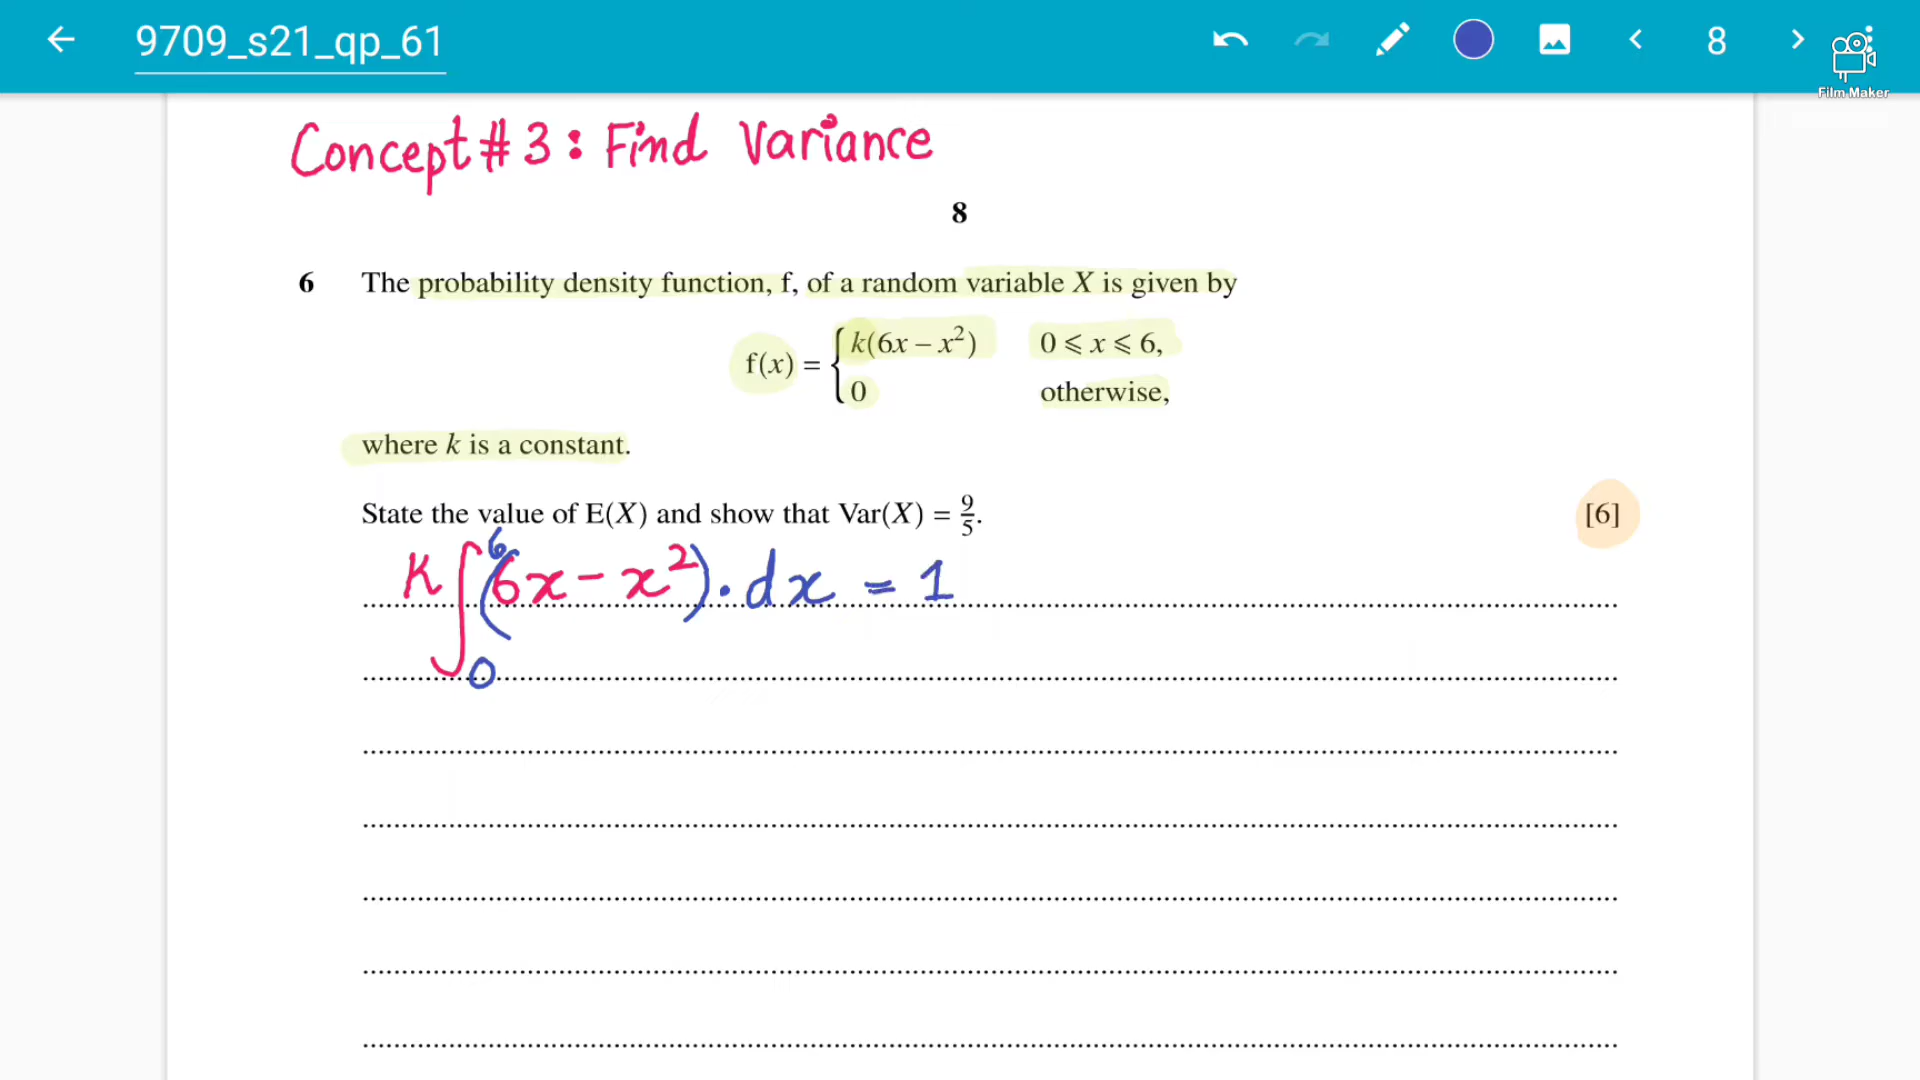 9709_s21_qp_61
8
Film Maker
Concept #3: Find Variance
8
6 The probability density function, f, of a random variable X is given by
f(x) = { k(6x – x²) 0 ⩽ x ⩽ 6,
0 otherwise,
where k is a constant.
State the value of E(X) and show that Var(X) = 9/5. [6]
K∫₀⁶(6x – x²).dx = 1